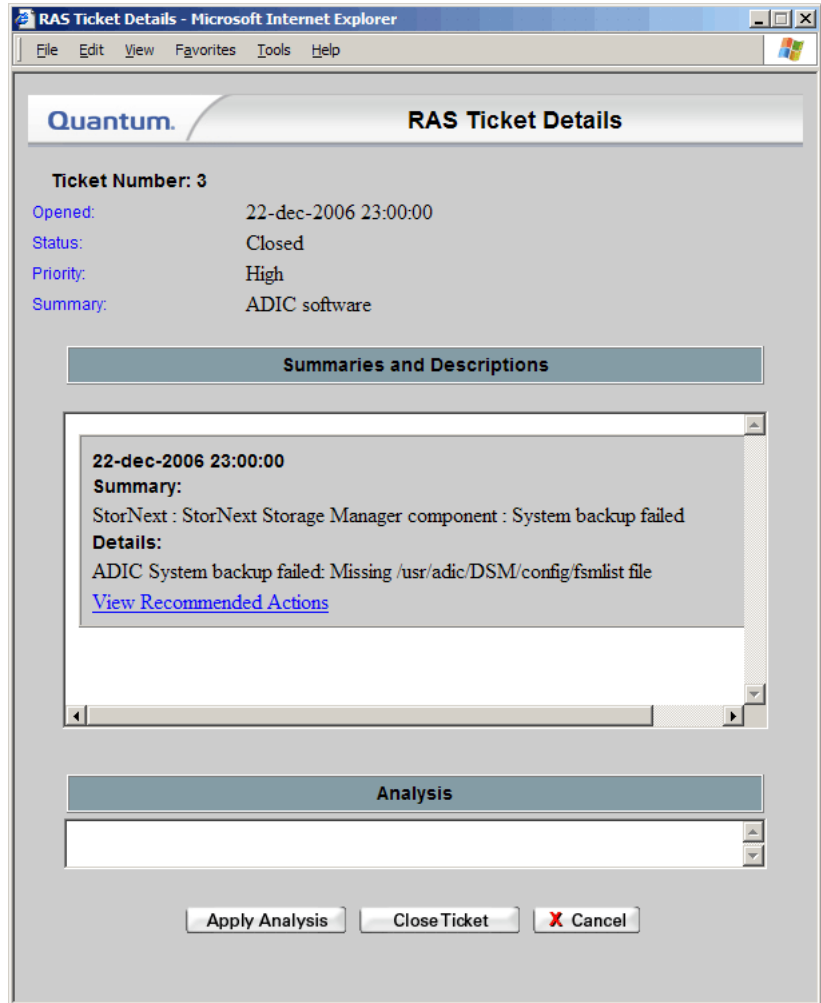 RAS Ticket Details - Microsoft Internet Explorer
File Edit View Favorites Tools Help
Quantum. RAS Ticket Details
Ticket Number: 3
Opened: 22-dec-2006 23:00:00
Status: Closed
Priority: High
Summary: ADIC software
Summaries and Descriptions
22-dec-2006 23:00:00
Summary:
StorNext : StorNext Storage Manager component : System backup failed
Details:
ADIC System backup failed: Missing /usr/adic/DSM/config/fsmlist file
View Recommended Actions
Analysis
Apply Analysis Close Ticket X Cancel